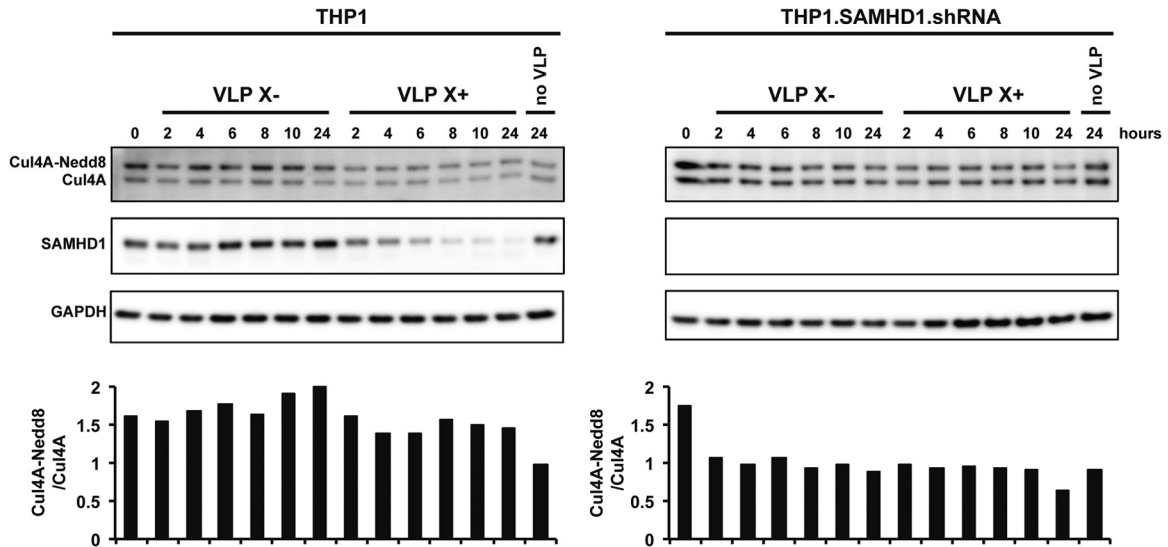 THP1
THP1.SAMHD1.shRNA
VLP X-
VLP X+
no VLP
VLP X-
VLP X+
no VLP
0 2 4 6 8 10 24 2 4 6 8 10 24 24
0 2 4 6 8 10 24 2 4 6 8 10 24 24 hours
Cul4A-Nedd8
Cul4A
SAMHD1
GAPDH
Cul4A-Nedd8
/Cul4A
2
1.5
1
0.5
0
Cul4A-Nedd8
/Cul4A
2
1.5
1
0.5
0